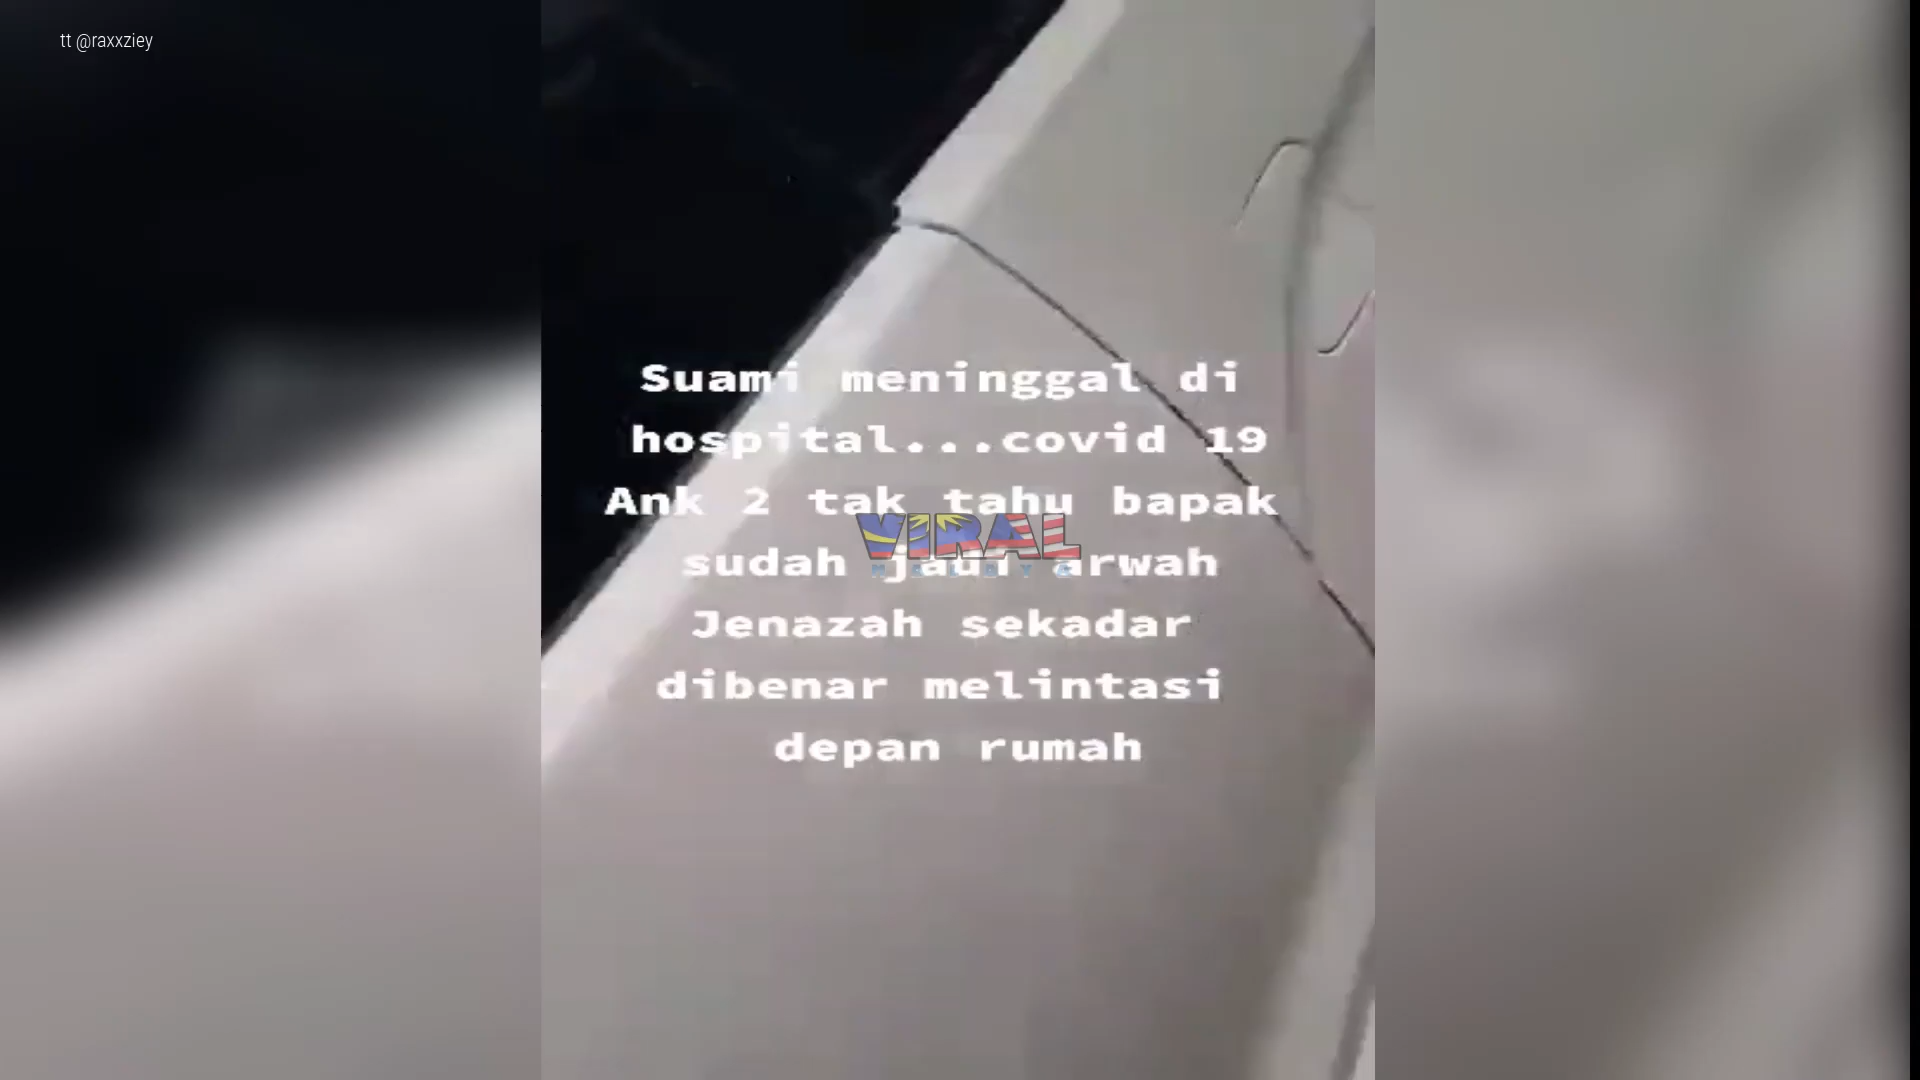 tt @raxxziey
Suami meninggal di
hospital...covid 19
Ank 2 tak tahu bapak
VIRAL
sudah jadi arwah
Jenazah sekadar
dibenar melintasi
depan rumah